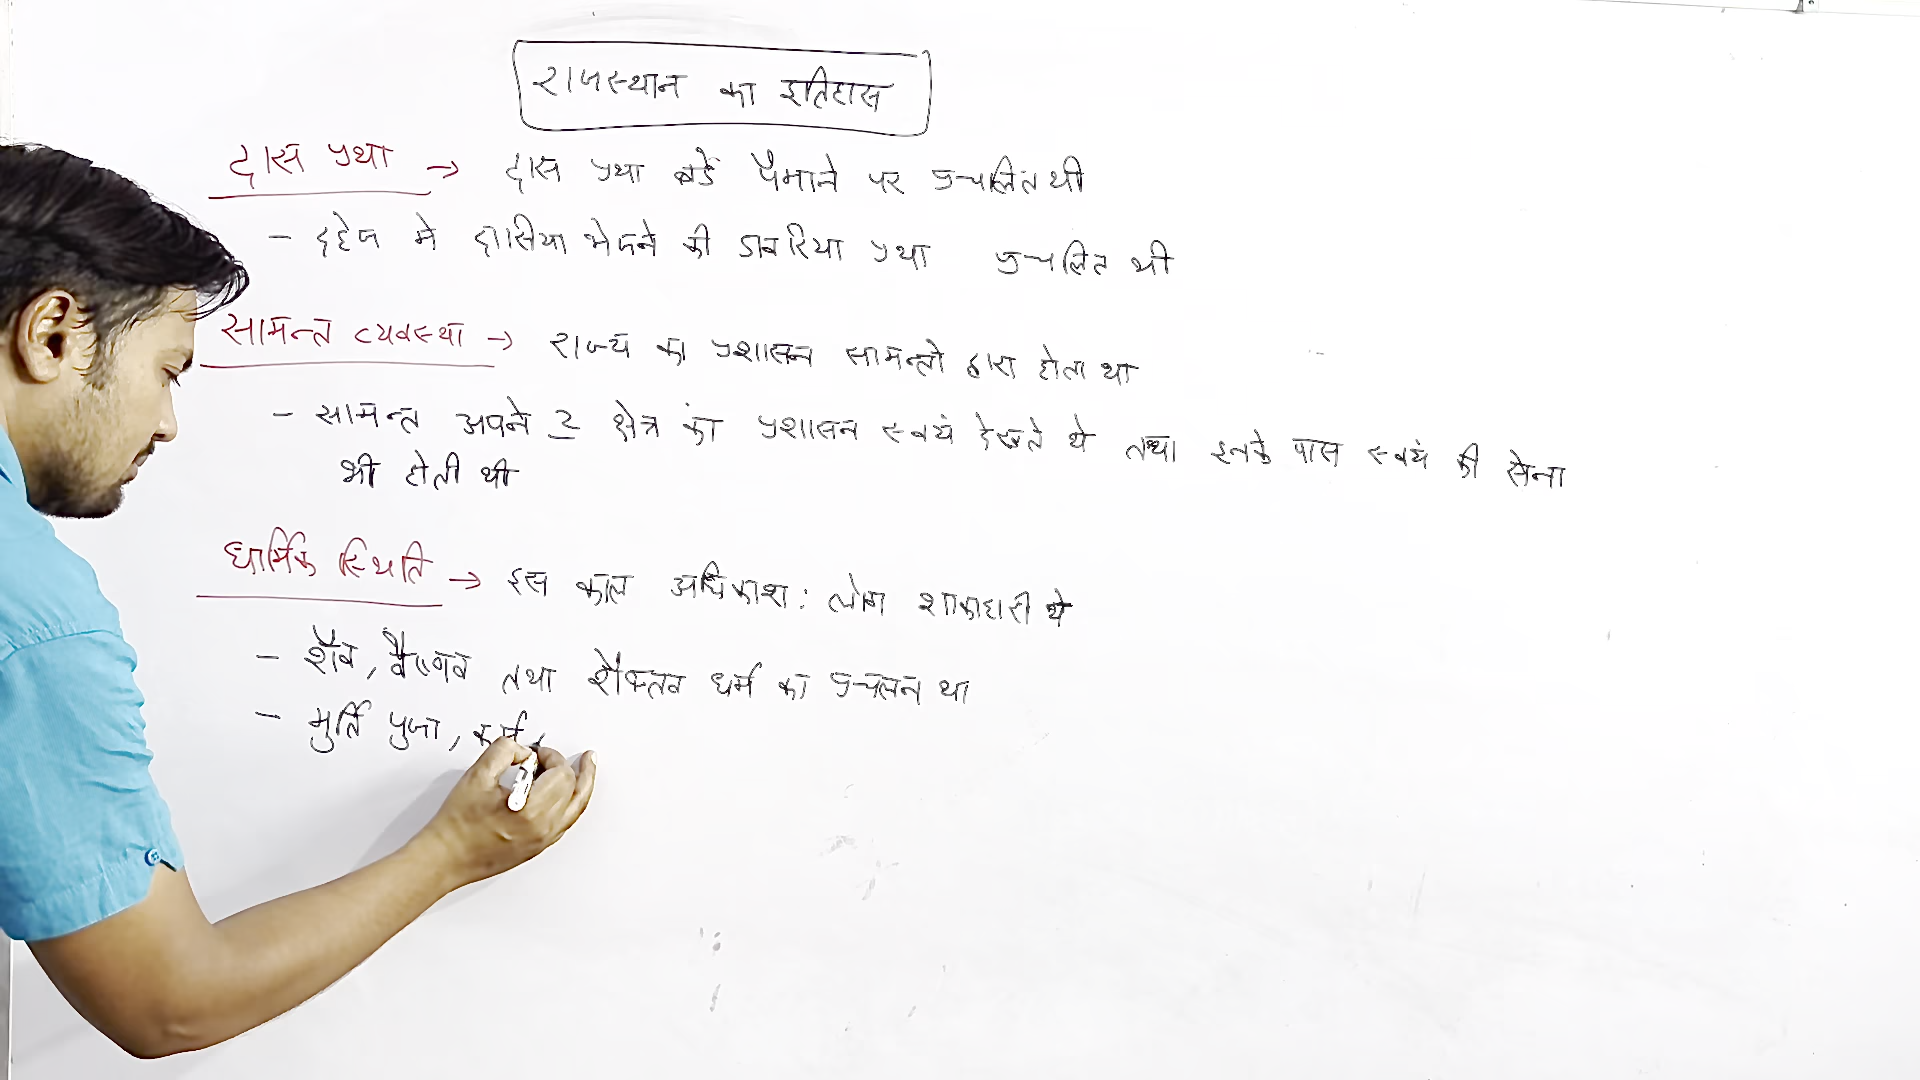 राजस्थान का इतिहास
दास प्रथा → दास प्रथा बडे पैमाने पर प्रचलित थी
- दहेज मे दासिया भेजने की डावरिया प्रथा प्रचलित थी
सामन्त व्यवस्था → राज्य का प्रशासन सामन्तो द्वारा होता था
- सामन्त अपने 2 क्षेत्र का प्रशासन स्वयं देखते थे तथा इनके पास स्वयं की सेना
भी होती थी
धार्मिक स्थिति → इस काल अधिकाश: लोग शाकाहारी थे
- शैव, वैष्णव तथा शैक्तव धर्म का प्रचलन था
- मुर्ति पुजा,